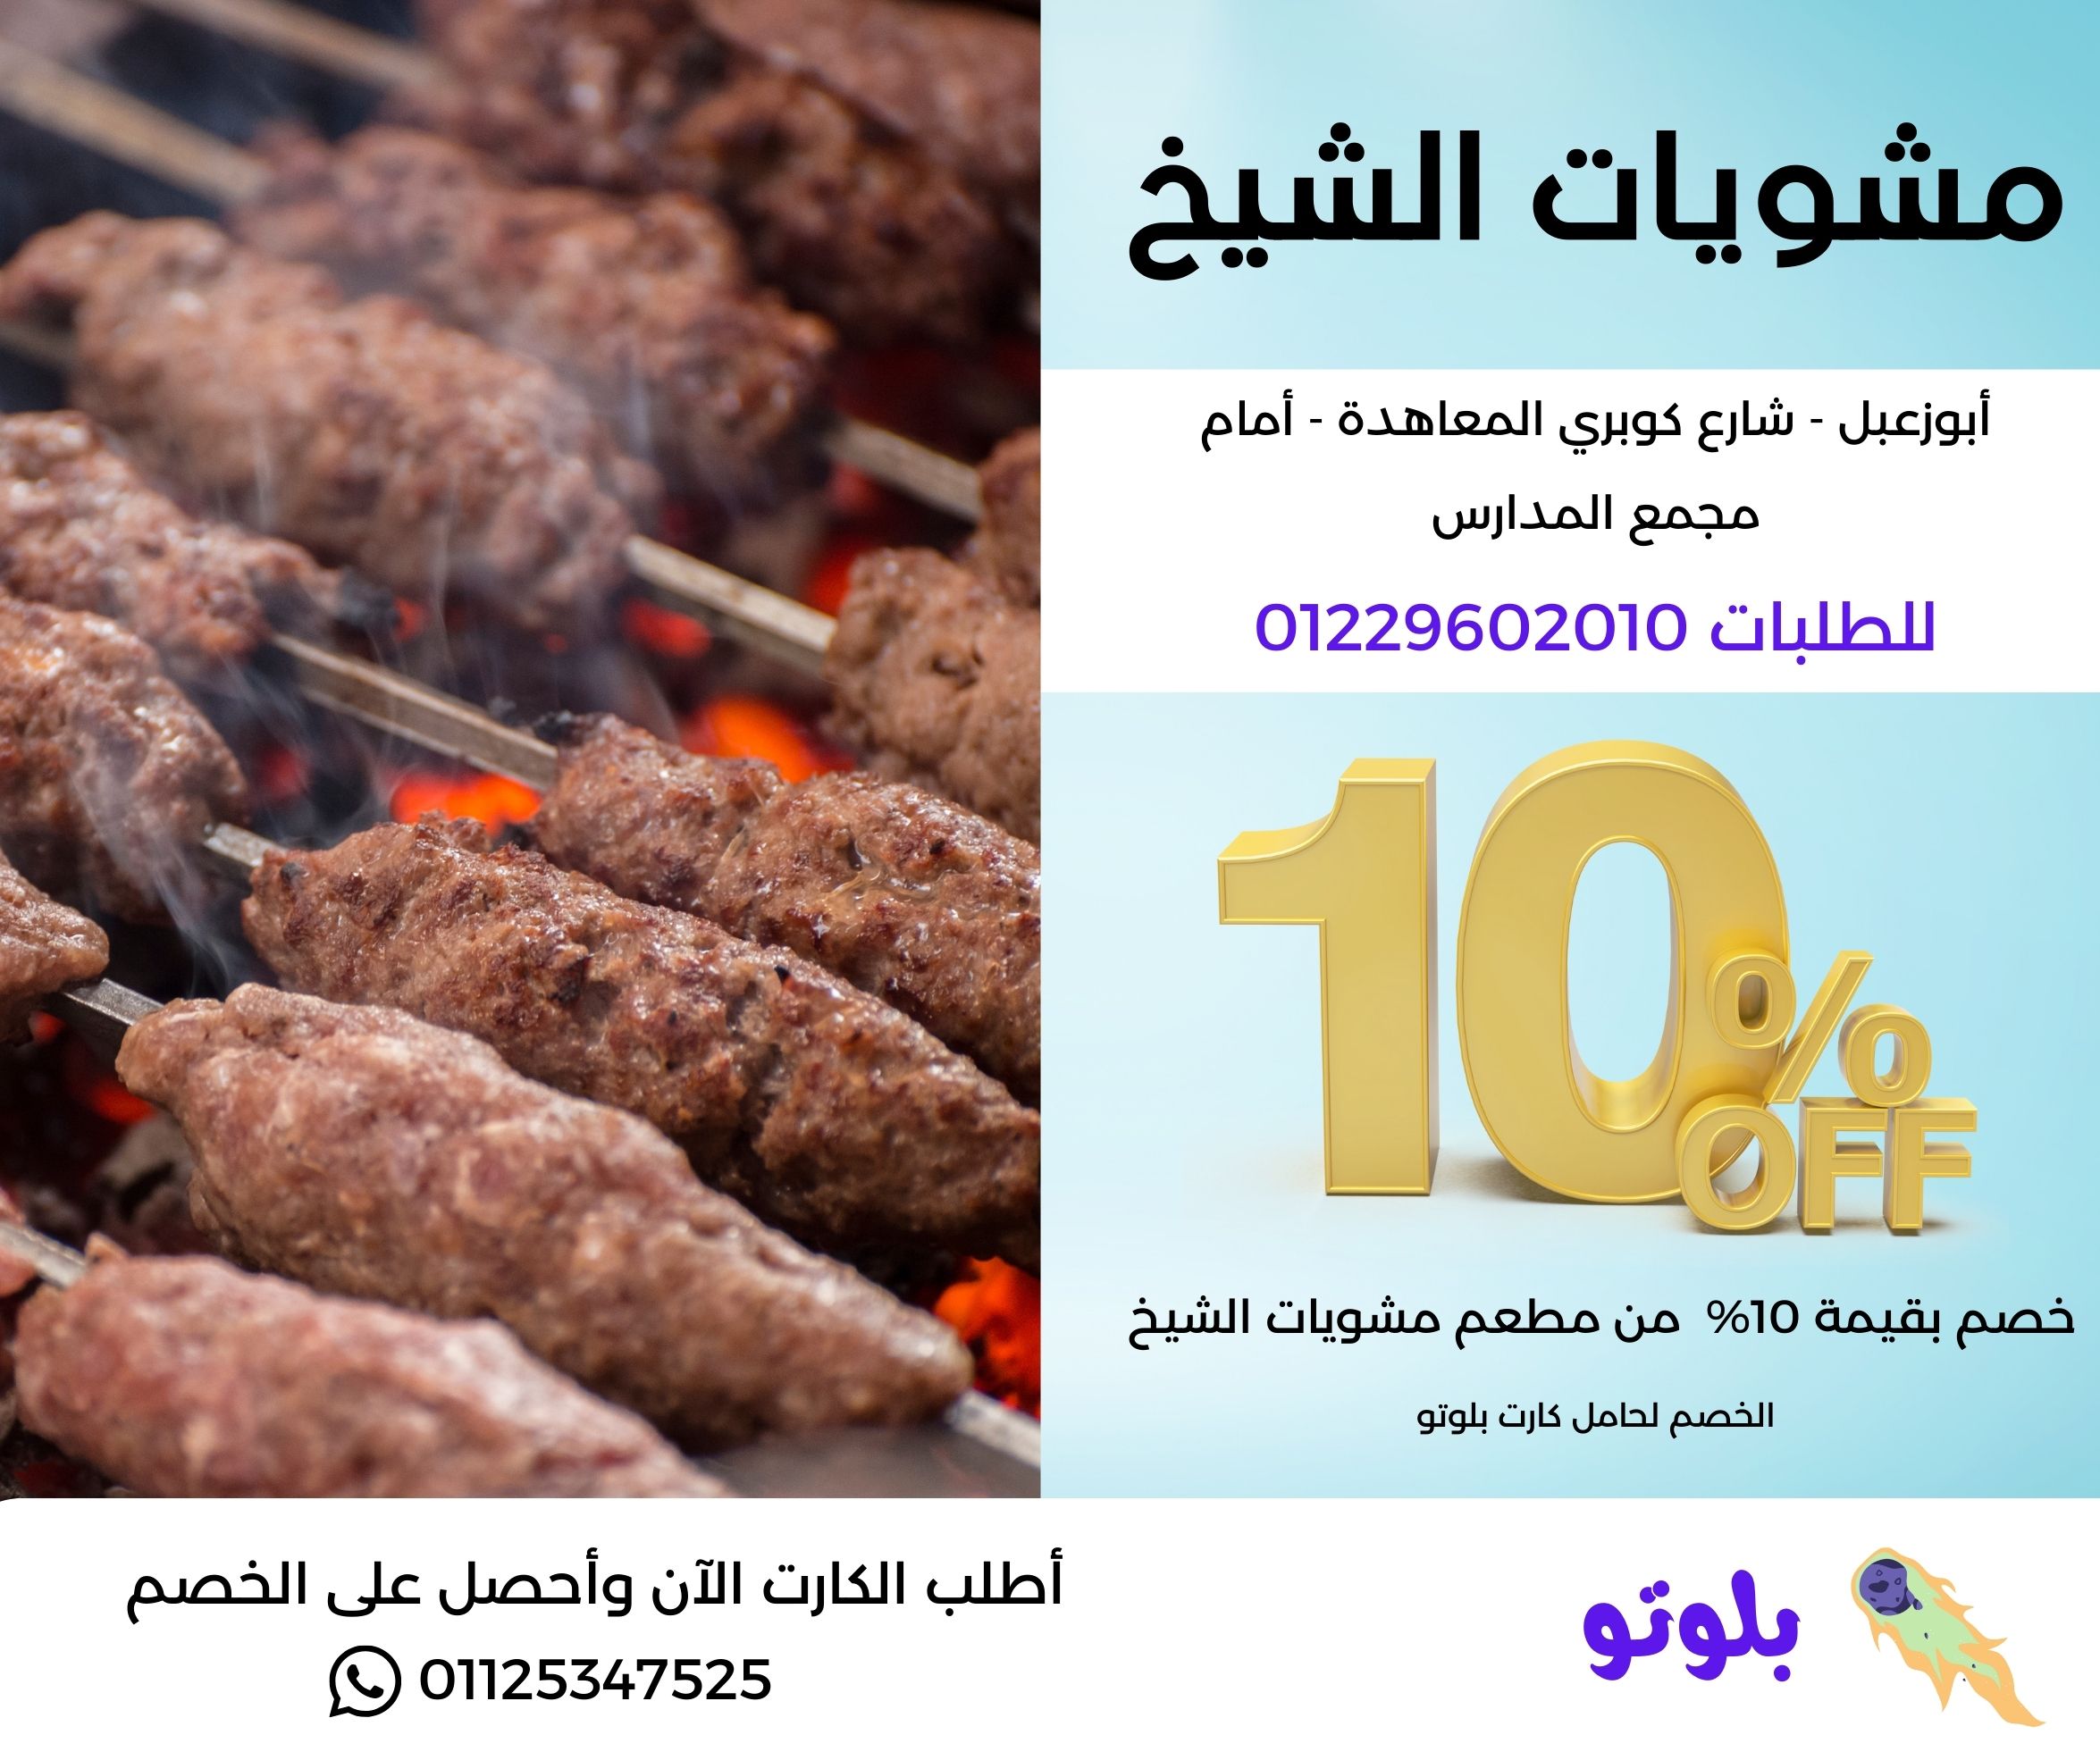 مشويات الشيخ
أبوزعبل - شارع كوبري المعاهدة - أمام
مجمع المدارس
للطلبات 01229602010
10%
OFF
خصم بقيمة 10% من مطعم مشويات الشيخ
الخصم لحامل كارت بلوتو
بلوتو
أطلب الكارت الآن وأحصل على الخصم
01125347525